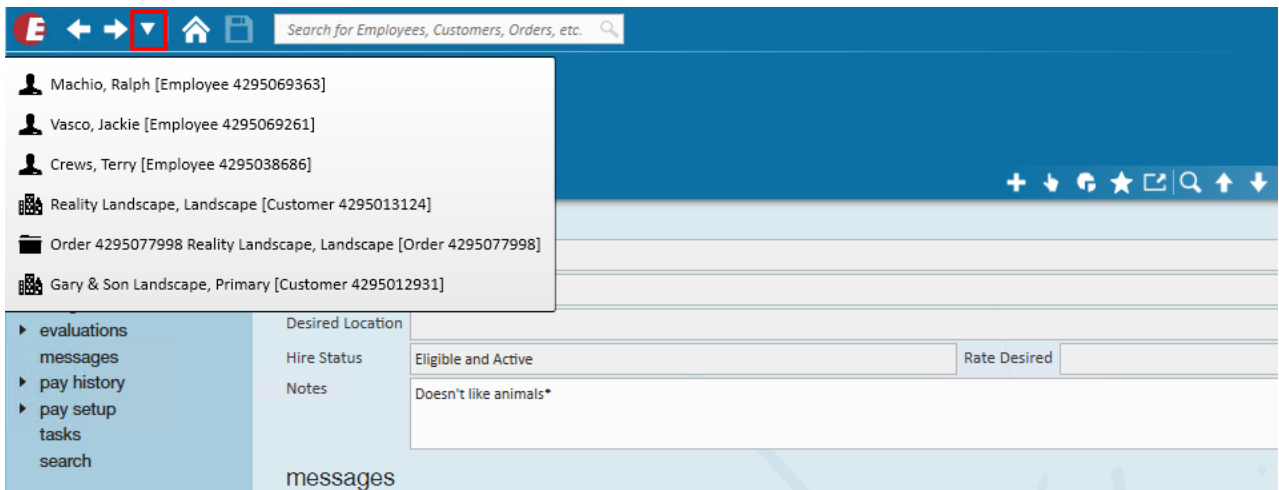 E
Search for Employees, Customers, Orders, etc.
Machio, Ralph [Employee 4295069363]
Vasco, Jackie [Employee 4295069261]
Crews, Terry [Employee 4295038686]
Reality Landscape, Landscape [Customer 4295013124]
Order 4295077998 Reality Landscape, Landscape [Order 4295077998]
Gary & Son Landscape, Primary [Customer 4295012931]
evaluations
messages
pay history
pay setup
tasks
search
Desired Location
Hire Status Eligible and Active Rate Desired
Notes Doesn't like animals*
messages